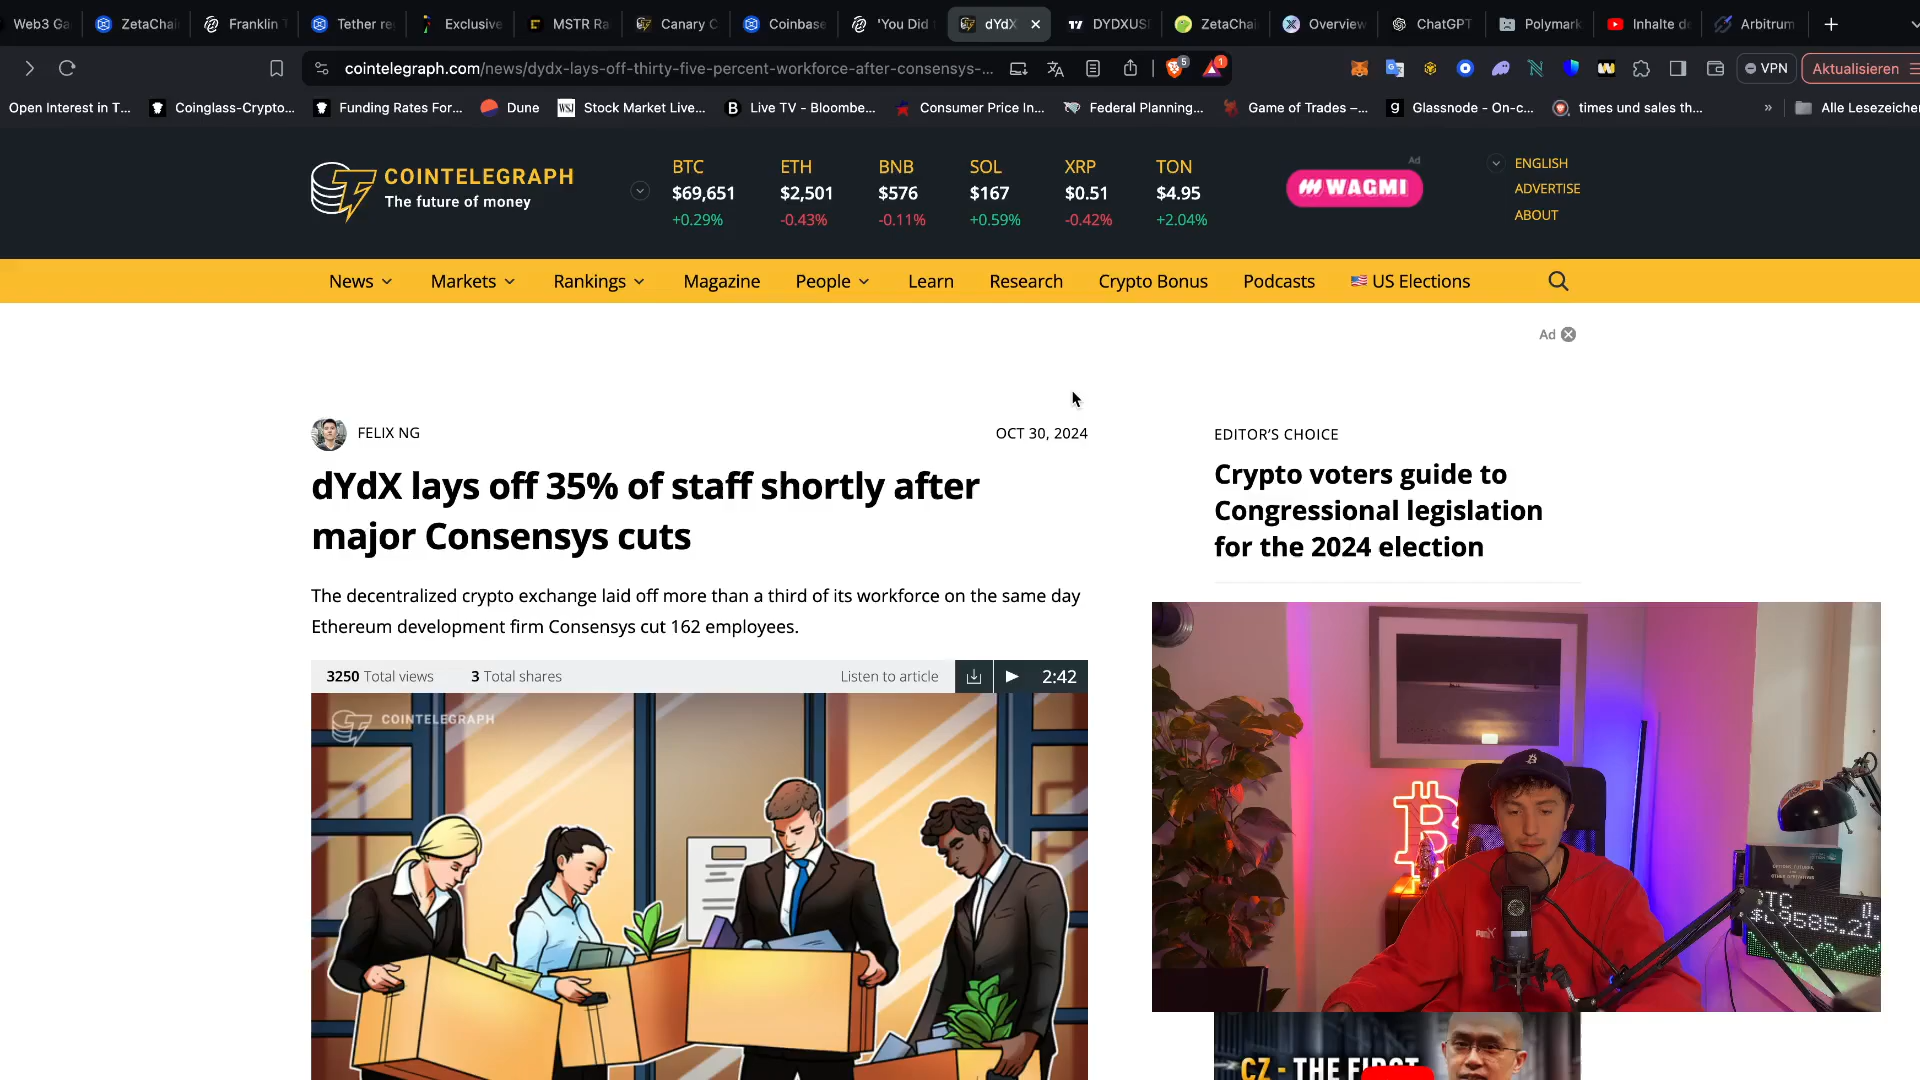 Web3 Ga
ZetaChai
Franklin T
Tether re
Exclusive
MSTR Ra
Canary C
Coinbase
'You Did
dYdX
DYDXUS
ZetaChai
Overview
ChatGPT
Polymark
Inhalte d
Arbitrum
cointelegraph.com/news/dydx-lays-off-thirty-five-percent-workforce-after-consensys-...
5
1
VPN
Aktualisieren
Open Interest in T...
Coinglass-Crypto...
Funding Rates For...
Dune
WSJ
Stock Market Live...
B
Live TV - Bloombe...
Consumer Price In...
Federal Planning...
Game of Trades –...
g
Glassnode - On-c...
times und sales th...
»
Alle Lesezeichen
COINTELEGRAPH
The future of money
BTC
$69,651
+0.29%
ETH
$2,501
-0.43%
BNB
$576
-0.11%
SOL
$167
+0.59%
XRP
$0.51
-0.42%
TON
$4.95
+2.04%
Ad
WAGMI
ENGLISH
ADVERTISE
ABOUT
News
Markets
Rankings
Magazine
People
Learn
Research
Crypto Bonus
Podcasts
US Elections
Ad
FELIX NG
OCT 30, 2024
dYdX lays off 35% of staff shortly after
major Consensys cuts
The decentralized crypto exchange laid off more than a third of its workforce on the same day
Ethereum development firm Consensys cut 162 employees.
3250 Total views
3 Total shares
Listen to article
2:42
COINTELEGRAPH
EDITOR'S CHOICE
Crypto voters guide to
Congressional legislation
for the 2024 election
CZ - THE FIRST